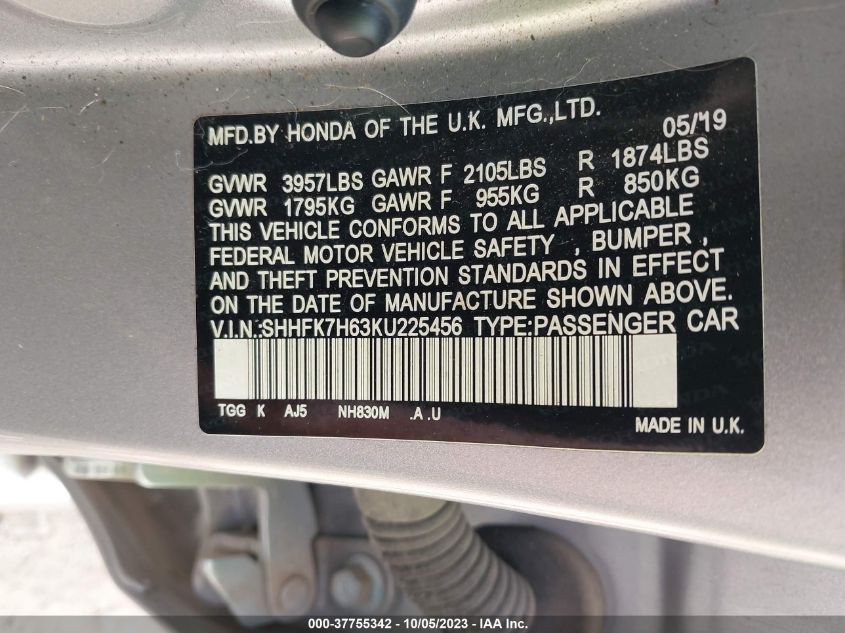 MFD.BY HONDA OF THE U.K. MFG.,LTD. 05/19
GVWR 3957LBS GAWR F 2105LBS R 1874LBS
GVWR 1795KG GAWR F 955KG R 850KG
THIS VEHICLE CONFORMS TO ALL APPLICABLE
FEDERAL MOTOR VEHICLE SAFETY , BUMPER ,
AND THEFT PREVENTION STANDARDS IN EFFECT
ON THE DATE OF MANUFACTURE SHOWN ABOVE.
V.I.N.:SHHFK7H63KU225456 TYPE:PASSENGER CAR
TGG K AJ5 NH830M .A .U
MADE IN U.K.
000-37755342 - 10/05/2023 - IAA Inc.